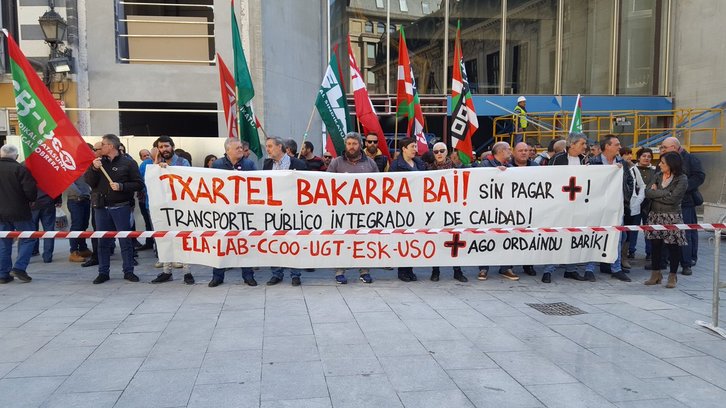 TXARTEL BAKARRA BAI! SIN PAGAR + !
TRANSPORTE PÚBLICO INTEGRADO Y DE CALIDAD!
ELA-LAB-CCOO-UGT-ESK-USO + AGO ORDAINDU BARIK!